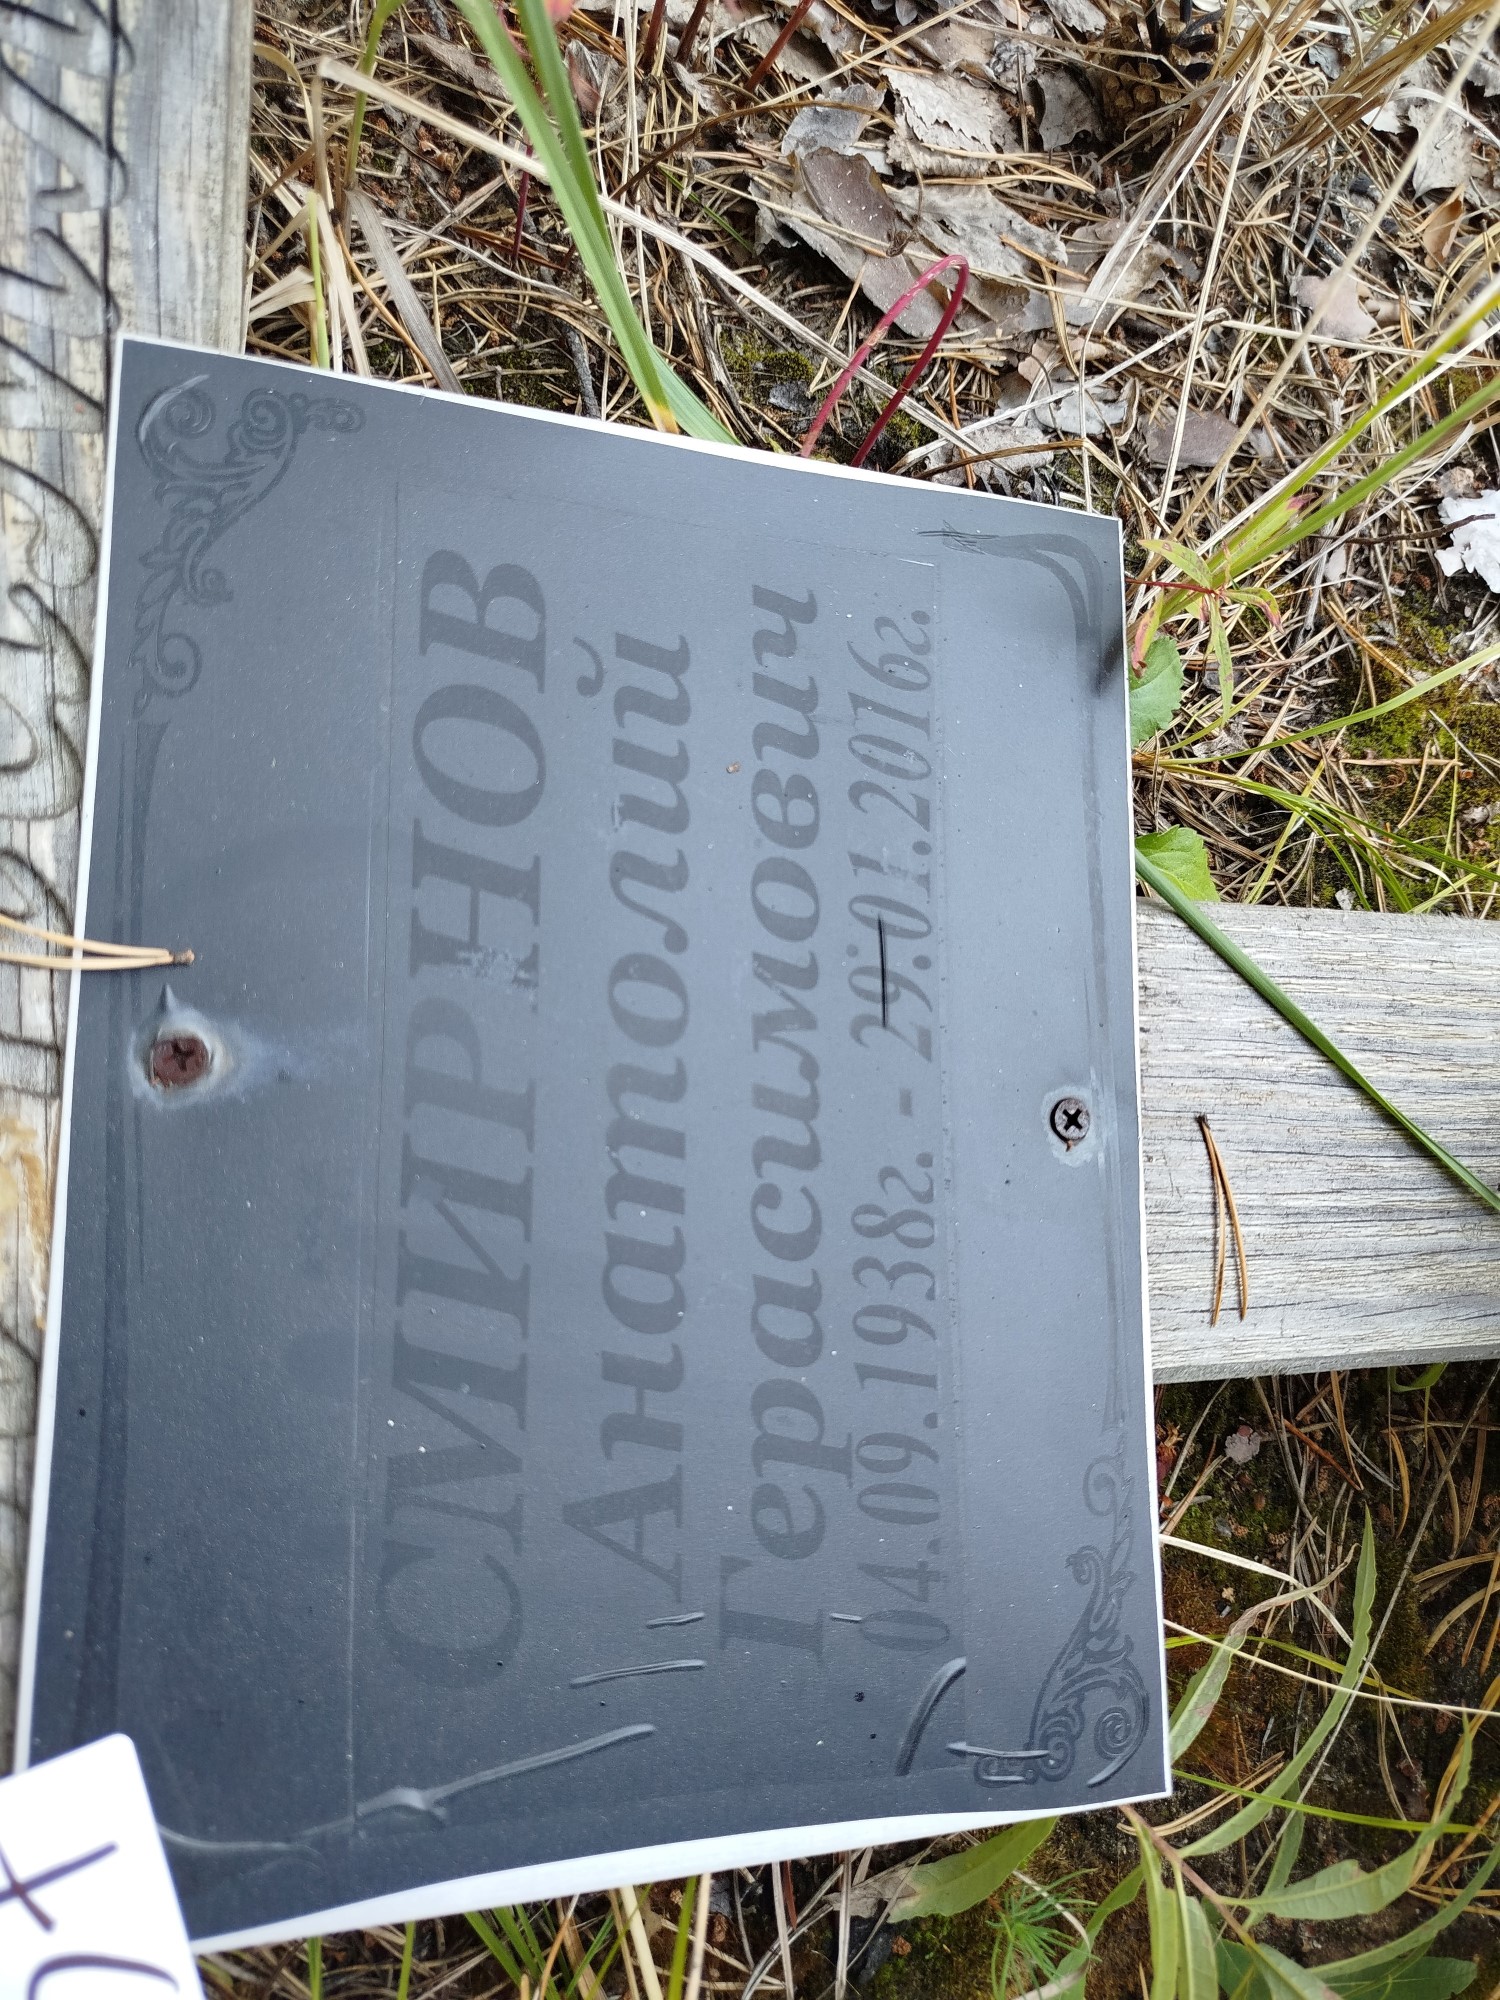 СМИРНОВ
Анатолий
Герасимович
04.09.1938г. - 29.01.2016г.